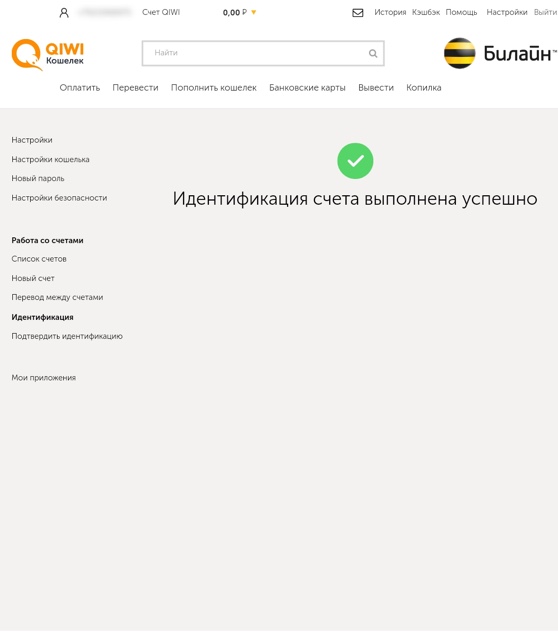 Счет QIWI 0,00 ₽ История Кэшбэк Помощь Настройки Выйти
QIWI
Кошелек
Найти
Билайн™
Оплатить Перевести Пополнить кошелек Банковские карты Вывести Копилка
Настройки
Настройки кошелька
Новый пароль
Настройки безопасности
Идентификация счета выполнена успешно
Работа со счетами
Список счетов
Новый счет
Перевод между счетами
Идентификация
Подтвердить идентификацию
Мои приложения